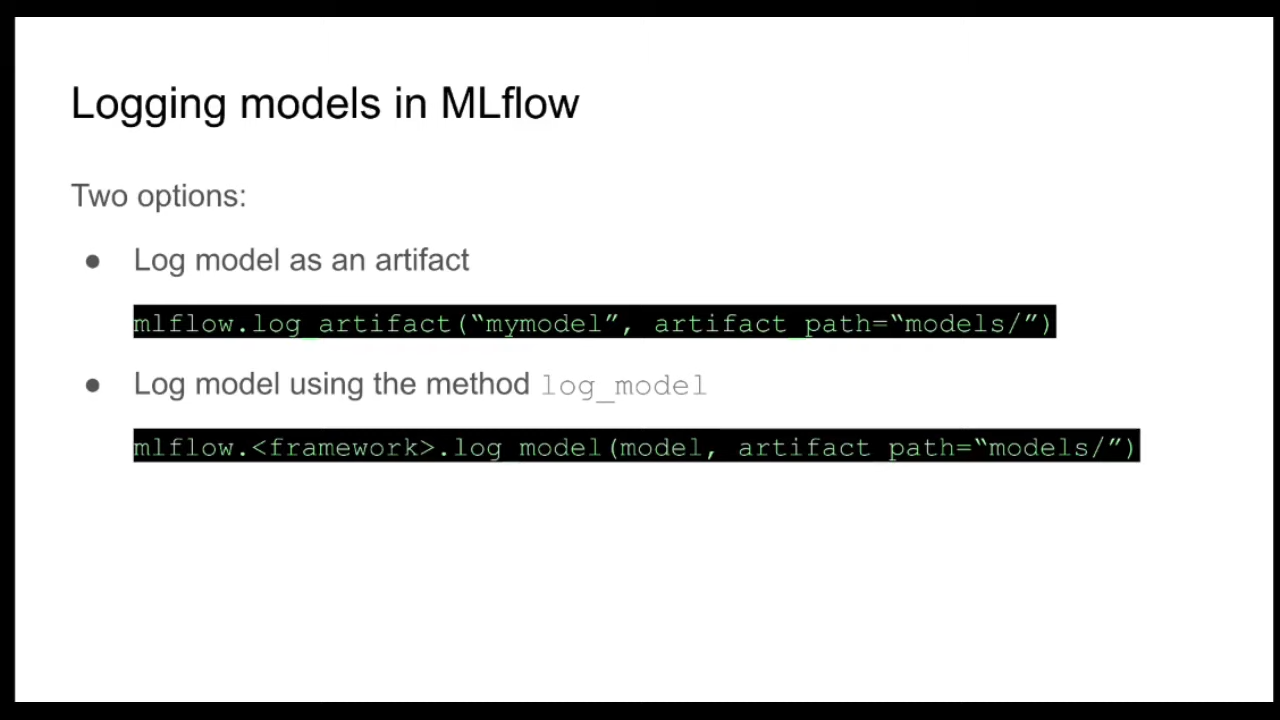 Logging models in MLflow
Two options:
● Log model as an artifact
mlflow.log_artifact(“mymodel”, artifact_path=“models/”)
● Log model using the method log_model
mlflow.<framework>.log_model(model, artifact_path=“models/”)